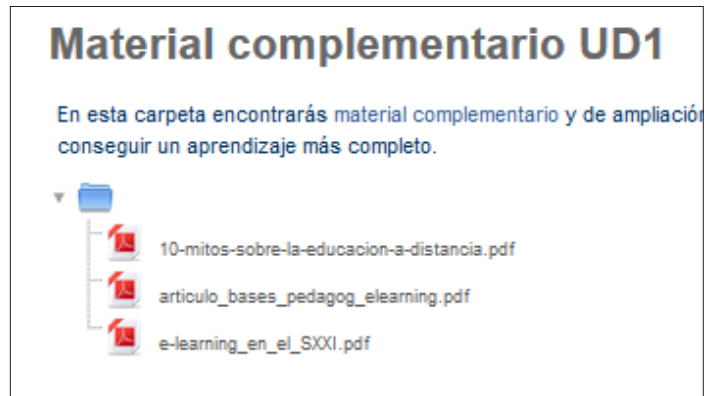 Material complementario UD1
En esta carpeta encontrarás material complementario y de ampliación
conseguir un aprendizaje más completo.
10-mitos-sobre-la-educacion-a-distancia.pdf
articulo_bases_pedagog_elearning.pdf
e-learning_en_el_SXXI.pdf